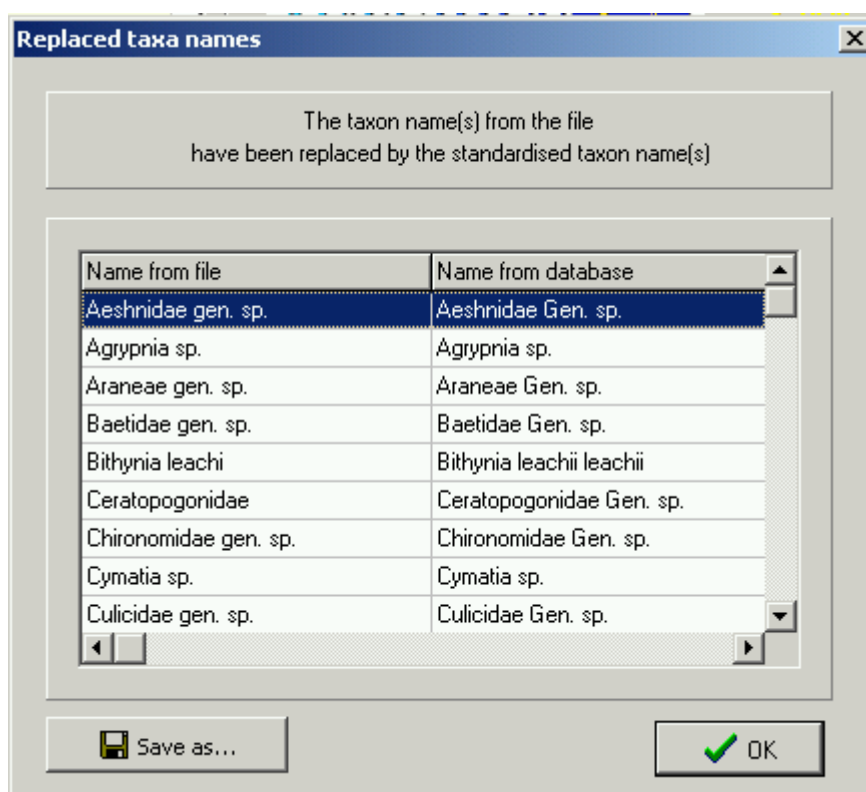 Replaced taxa names
The taxon name(s) from the file
have been replaced by the standardised taxon name(s)
Name from file Name from database
Aeshnidae gen. sp. Aeshnidae Gen. sp.
Agrypnia sp. Agrypnia sp.
Araneae gen. sp. Araneae Gen. sp.
Baetidae gen. sp. Baetidae Gen. sp.
Bithynia leachi Bithynia leachii leachii
Ceratopogonidae Ceratopogonidae Gen. sp.
Chironomidae gen. sp. Chironomidae Gen. sp.
Cymatia sp. Cymatia sp.
Culicidae gen. sp. Culicidae Gen. sp.
Save as... OK